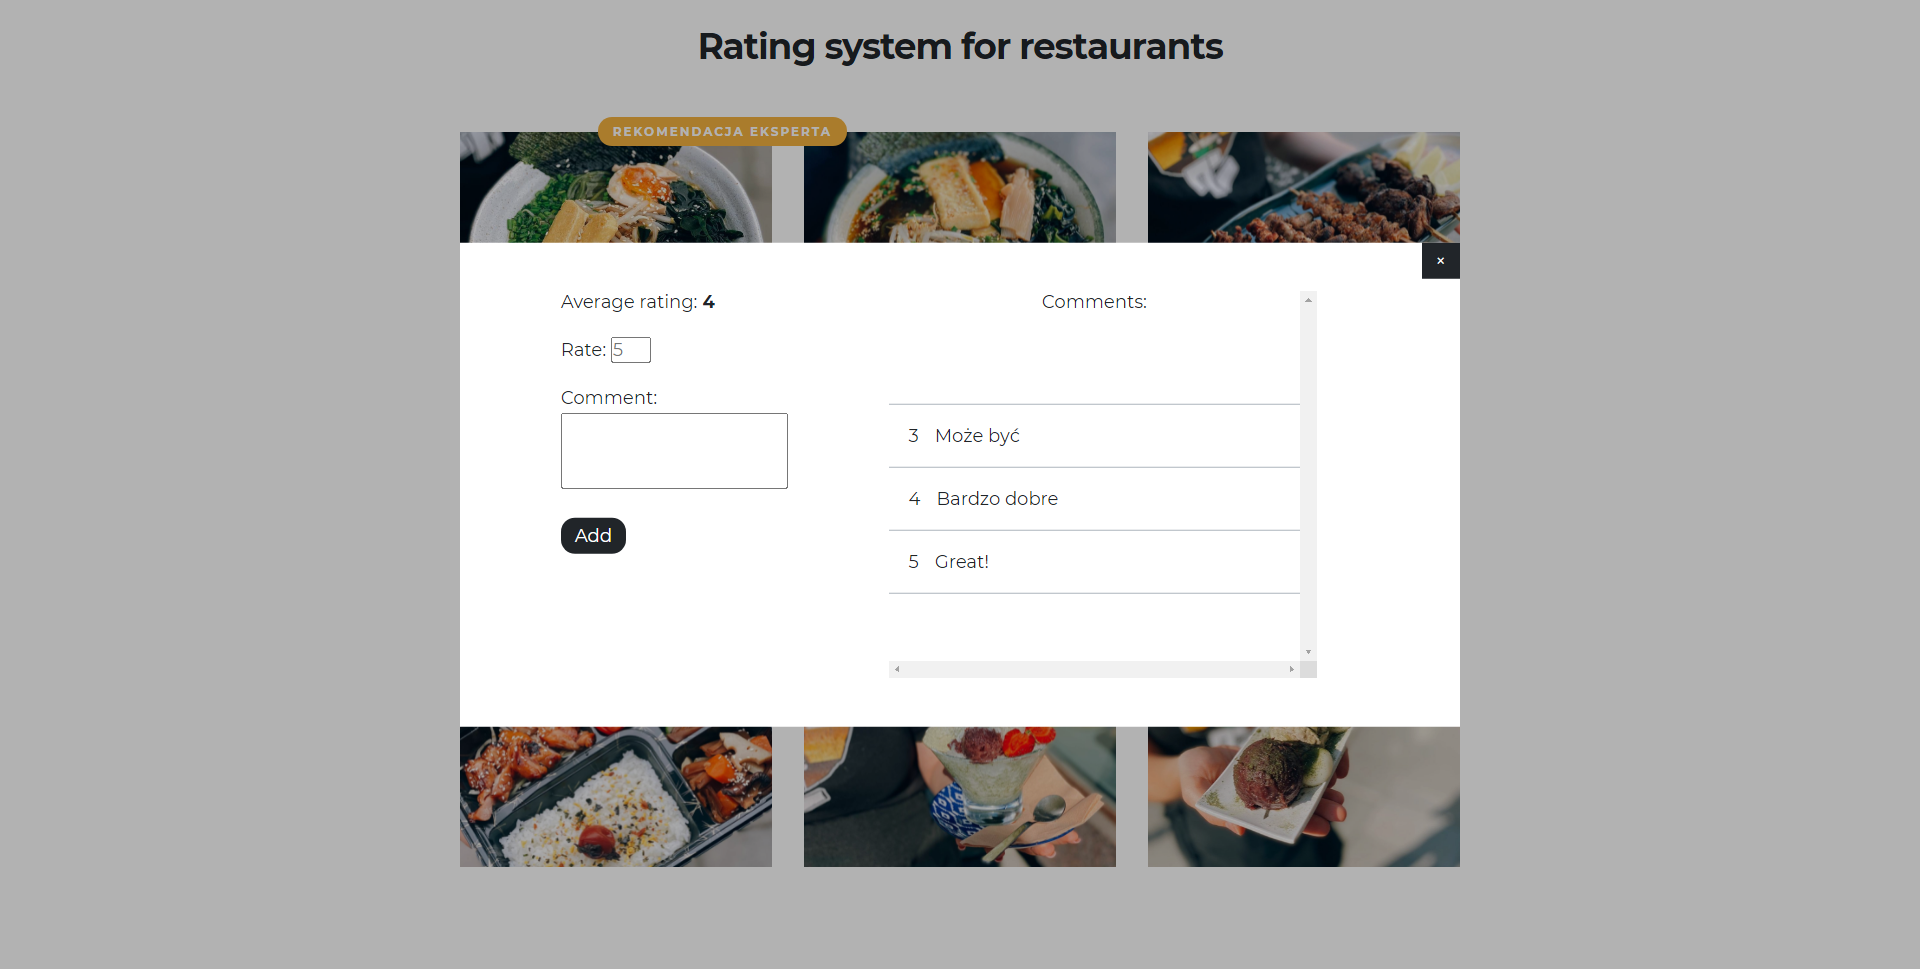 Rating system for restaurants
REKOMENDACJA EKSPERTA
×
Average rating: 4
Rate: 5
Comment:
Add
Comments:
3 Może być
4 Bardzo dobre
5 Great!